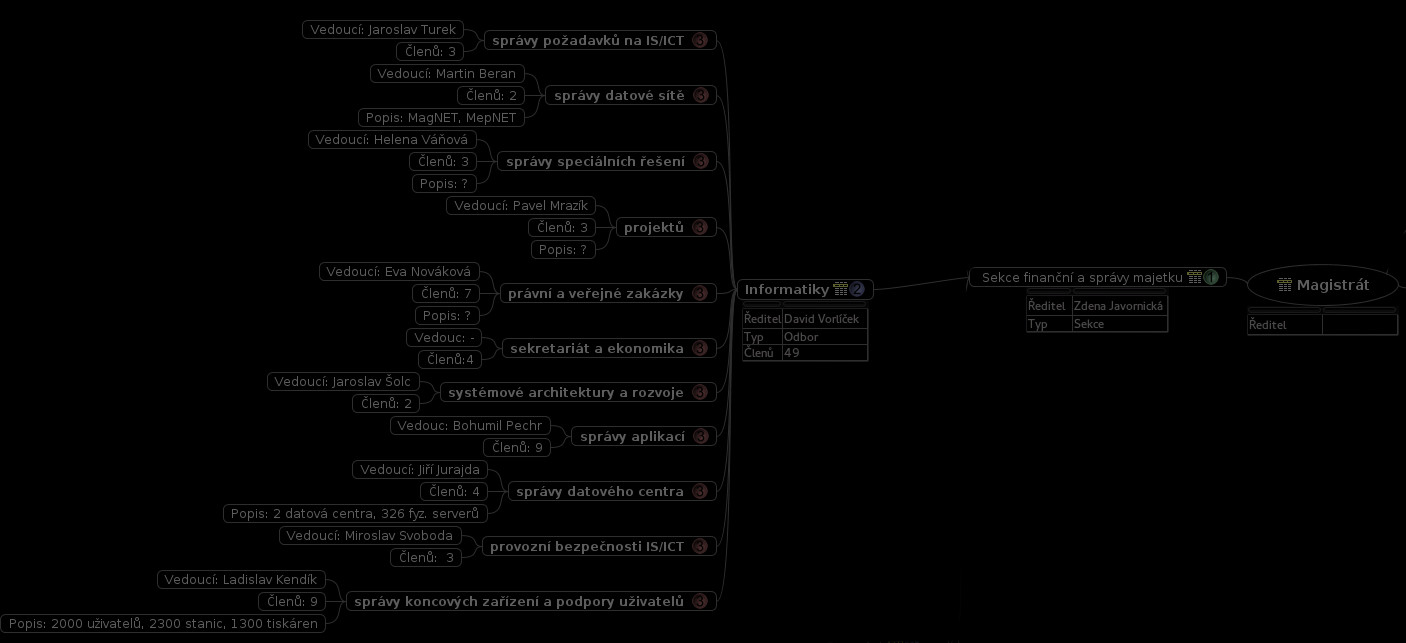 Vedoucí: Jaroslav Turek
Členů: 3
správy požadavků na IS/ICT 3
Vedoucí: Martin Beran
Členů: 2
Popis: MagNET, MepNET
správy datové sítě 3
Vedoucí: Helena Váňová
Členů: 3
Popis: ?
správy speciálních řešení 3
Vedoucí: Pavel Mrazík
Členů: 3
Popis: ?
projektů 3
Vedoucí: Eva Nováková
Členů: 7
Popis: ?
právní a veřejné zakázky 3
Vedouc: -
Členů:4
sekretariát a ekonomika 3
Vedoucí: Jaroslav Šolc
Členů: 2
systémové architektury a rozvoje 3
Vedouc: Bohumil Pechr
Členů: 9
správy aplikací 3
Vedoucí: Jiří Jurajda
Členů: 4
Popis: 2 datová centra, 326 fyz. serverů
správy datového centra 3
Vedoucí: Miroslav Svoboda
Členů: 3
provozní bezpečnosti IS/ICT 3
Vedoucí: Ladislav Kendík
Členů: 9
Popis: 2000 uživatelů, 2300 stanic, 1300 tiskáren
správy koncových zařízení a podpory uživatelů 3
Informatiky 2
Ředitel David Vorlíček
Typ Odbor
Členů 49
Sekce finanční a správy majetku 1
Ředitel Zdena Javornická
Typ Sekce
Magistrát
Ředitel